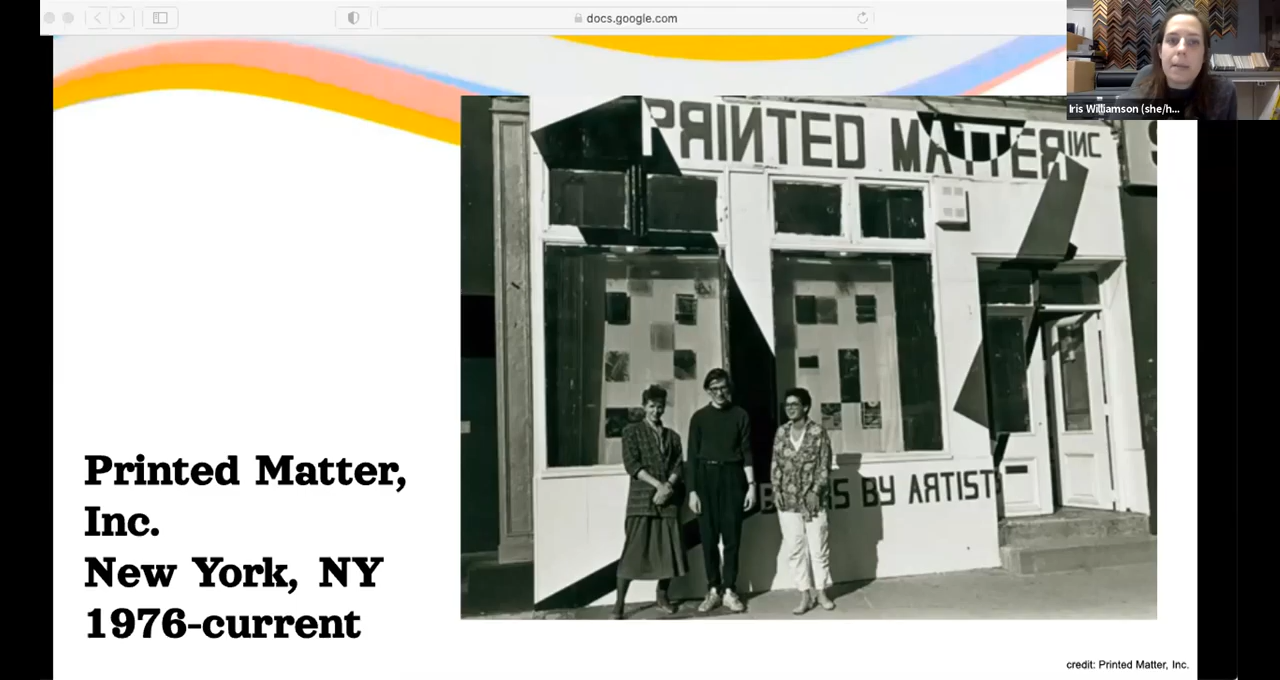 docs.google.com
Iris Williamson (she/h...
PRINTED MATTER INC
BY ARTIST
Printed Matter,
Inc.
New York, NY
1976-current
credit: Printed Matter, Inc.